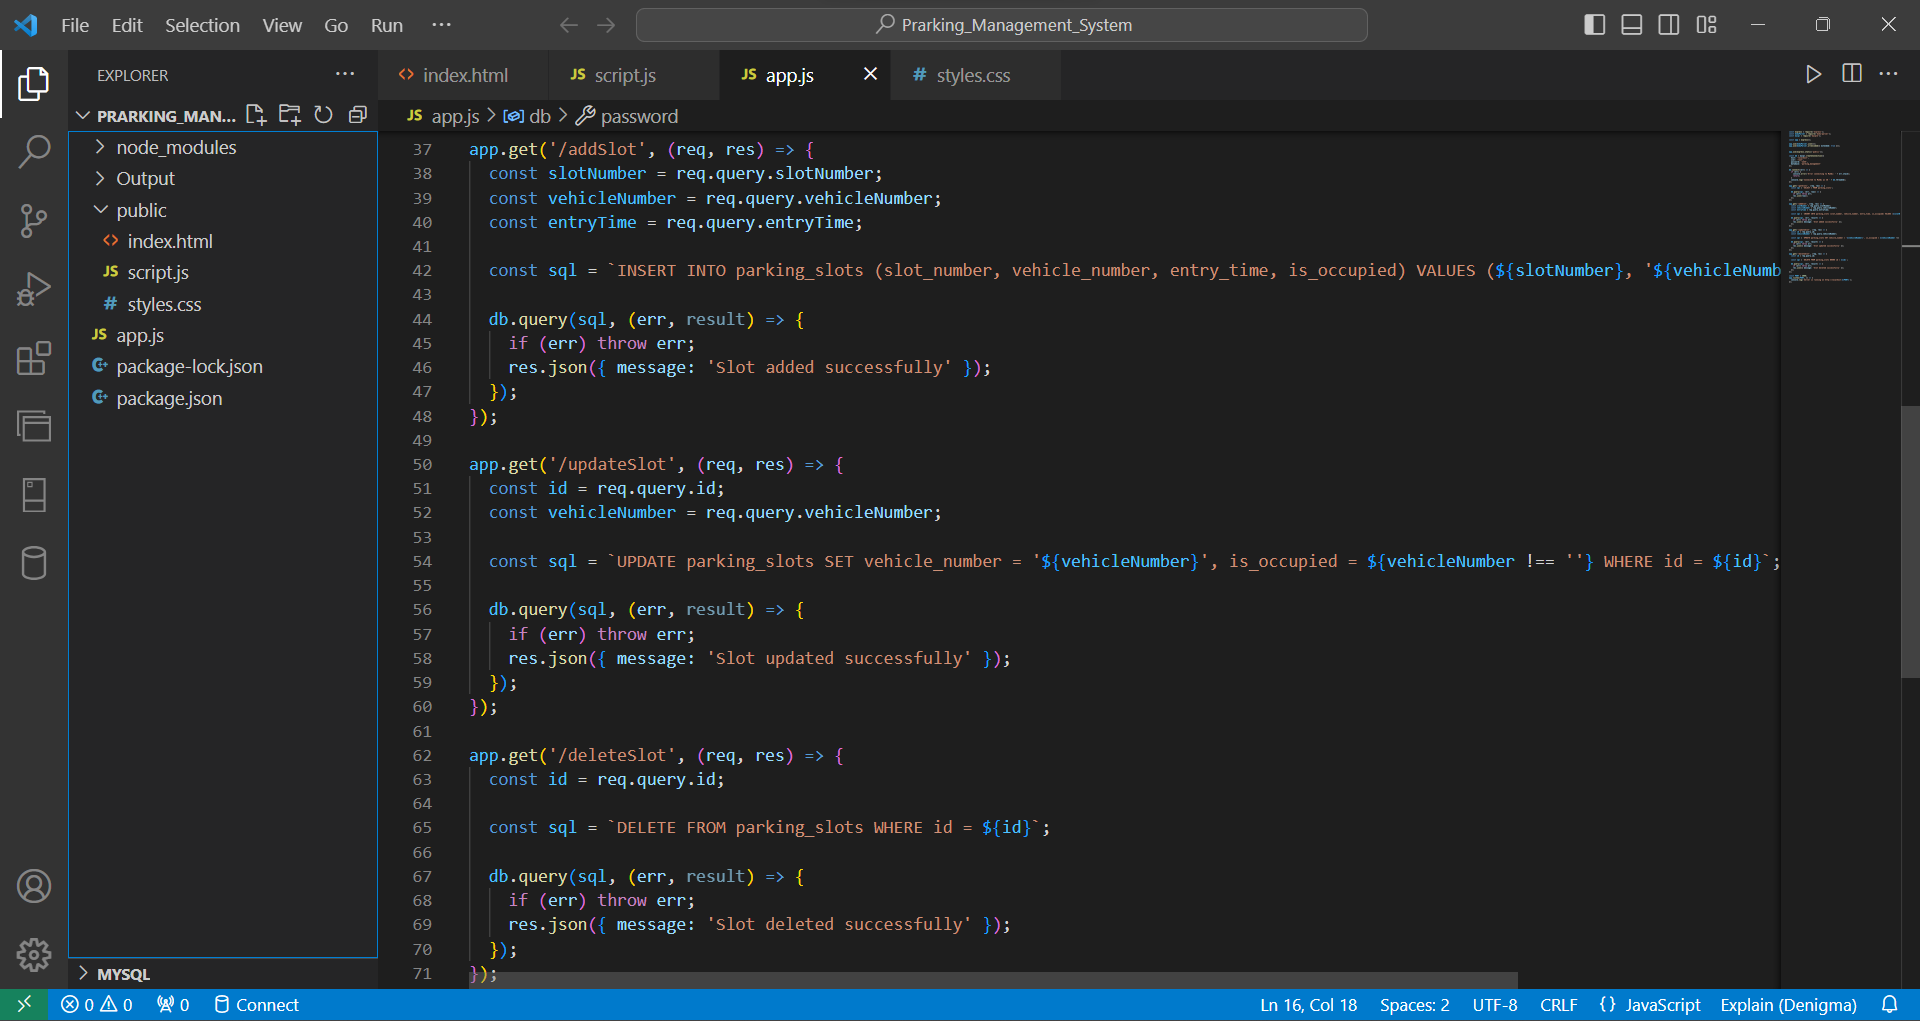 File Edit Selection View Go Run ···
Prarking_Management_System
EXPLORER ···
PRARKING_MAN...
node_modules
Output
public
<> index.html
JS script.js
# styles.css
JS app.js
package-lock.json
package.json
MYSQL
<> index.html
JS script.js
JS app.js
# styles.css
JS app.js > db > password
37 app.get('/addSlot', (req, res) => {
38 const slotNumber = req.query.slotNumber;
39 const vehicleNumber = req.query.vehicleNumber;
40 const entryTime = req.query.entryTime;
41
42 const sql = `INSERT INTO parking_slots (slot_number, vehicle_number, entry_time, is_occupied) VALUES (${slotNumber}, '${vehicleNumb
43
44 db.query(sql, (err, result) => {
45 if (err) throw err;
46 res.json({ message: 'Slot added successfully' });
47 });
48 });
49
50 app.get('/updateSlot', (req, res) => {
51 const id = req.query.id;
52 const vehicleNumber = req.query.vehicleNumber;
53
54 const sql = `UPDATE parking_slots SET vehicle_number = '${vehicleNumber}', is_occupied = ${vehicleNumber !== ''} WHERE id = ${id}`;
55
56 db.query(sql, (err, result) => {
57 if (err) throw err;
58 res.json({ message: 'Slot updated successfully' });
59 });
60 });
61
62 app.get('/deleteSlot', (req, res) => {
63 const id = req.query.id;
64
65 const sql = `DELETE FROM parking_slots WHERE id = ${id}`;
66
67 db.query(sql, (err, result) => {
68 if (err) throw err;
69 res.json({ message: 'Slot deleted successfully' });
70 });
71 });
0 0 0 Connect
Ln 16, Col 18 Spaces: 2 UTF-8 CRLF {} JavaScript Explain (Denigma)